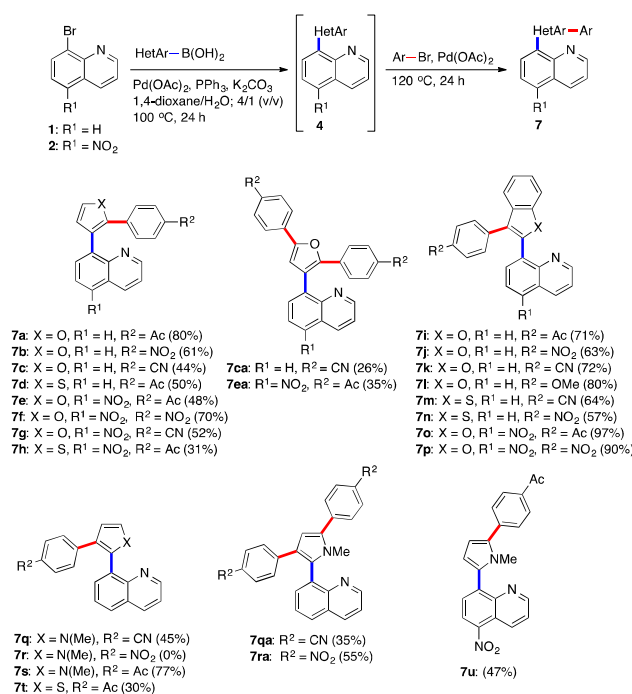 Br
N
R¹
1: R¹ = H
2: R¹ = NO₂
HetAr–B(OH)₂
Pd(OAc)₂, PPh₃, K₂CO₃
1,4-dioxane/H₂O; 4/1 (v/v)
100 ºC, 24 h
HetAr
N
R¹
4
Ar–Br, Pd(OAc)₂
120 ºC, 24 h
HetAr–Ar
N
R¹
7
X
R²
N
R¹
7a: X = O, R¹ = H, R² = Ac (80%)
7b: X = O, R¹ = H, R² = NO₂ (61%)
7c: X = O, R¹ = H, R² = CN (44%)
7d: X = S, R¹ = H, R² = Ac (50%)
7e: X = O, R¹ = NO₂, R² = Ac (48%)
7f: X = O, R¹ = NO₂, R² = NO₂ (70%)
7g: X = O, R¹ = NO₂, R² = CN (52%)
7h: X = S, R¹ = NO₂, R² = Ac (31%)
R²
O
R²
N
R¹
7ca: R¹ = H, R² = CN (26%)
7ea: R¹= NO₂, R² = Ac (35%)
X
R²
N
R¹
7i: X = O, R¹ = H, R² = Ac (71%)
7j: X = O, R¹ = H, R² = NO₂ (63%)
7k: X = O, R¹ = H, R² = CN (72%)
7l: X = O, R¹ = H, R² = OMe (80%)
7m: X = S, R¹ = H, R² = CN (64%)
7n: X = S, R¹ = H, R² = NO₂ (57%)
7o: X = O, R¹ = NO₂, R² = Ac (97%)
7p: X = O, R¹ = NO₂, R² = NO₂ (90%)
X
R²
N
7q: X = N(Me), R² = CN (45%)
7r: X = N(Me), R² = NO₂ (0%)
7s: X = N(Me), R² = Ac (77%)
7t: X = S, R² = Ac (30%)
R²
N–Me
R²
N
7qa: R² = CN (35%)
7ra: R² = NO₂ (55%)
Ac
N–Me
N
NO₂
7u: (47%)